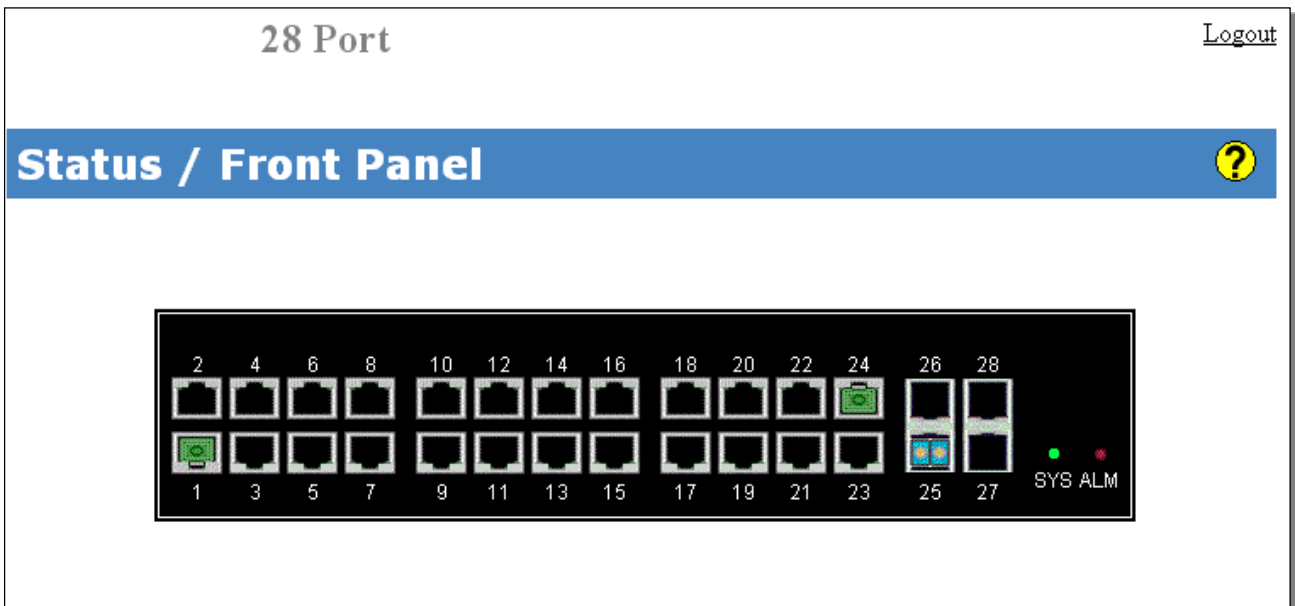 28 Port
Logout
Status / Front Panel
?
2 4 6 8 10 12 14 16 18 20 22 24 26 28
1 3 5 7 9 11 13 15 17 19 21 23 25 27
SYS ALM